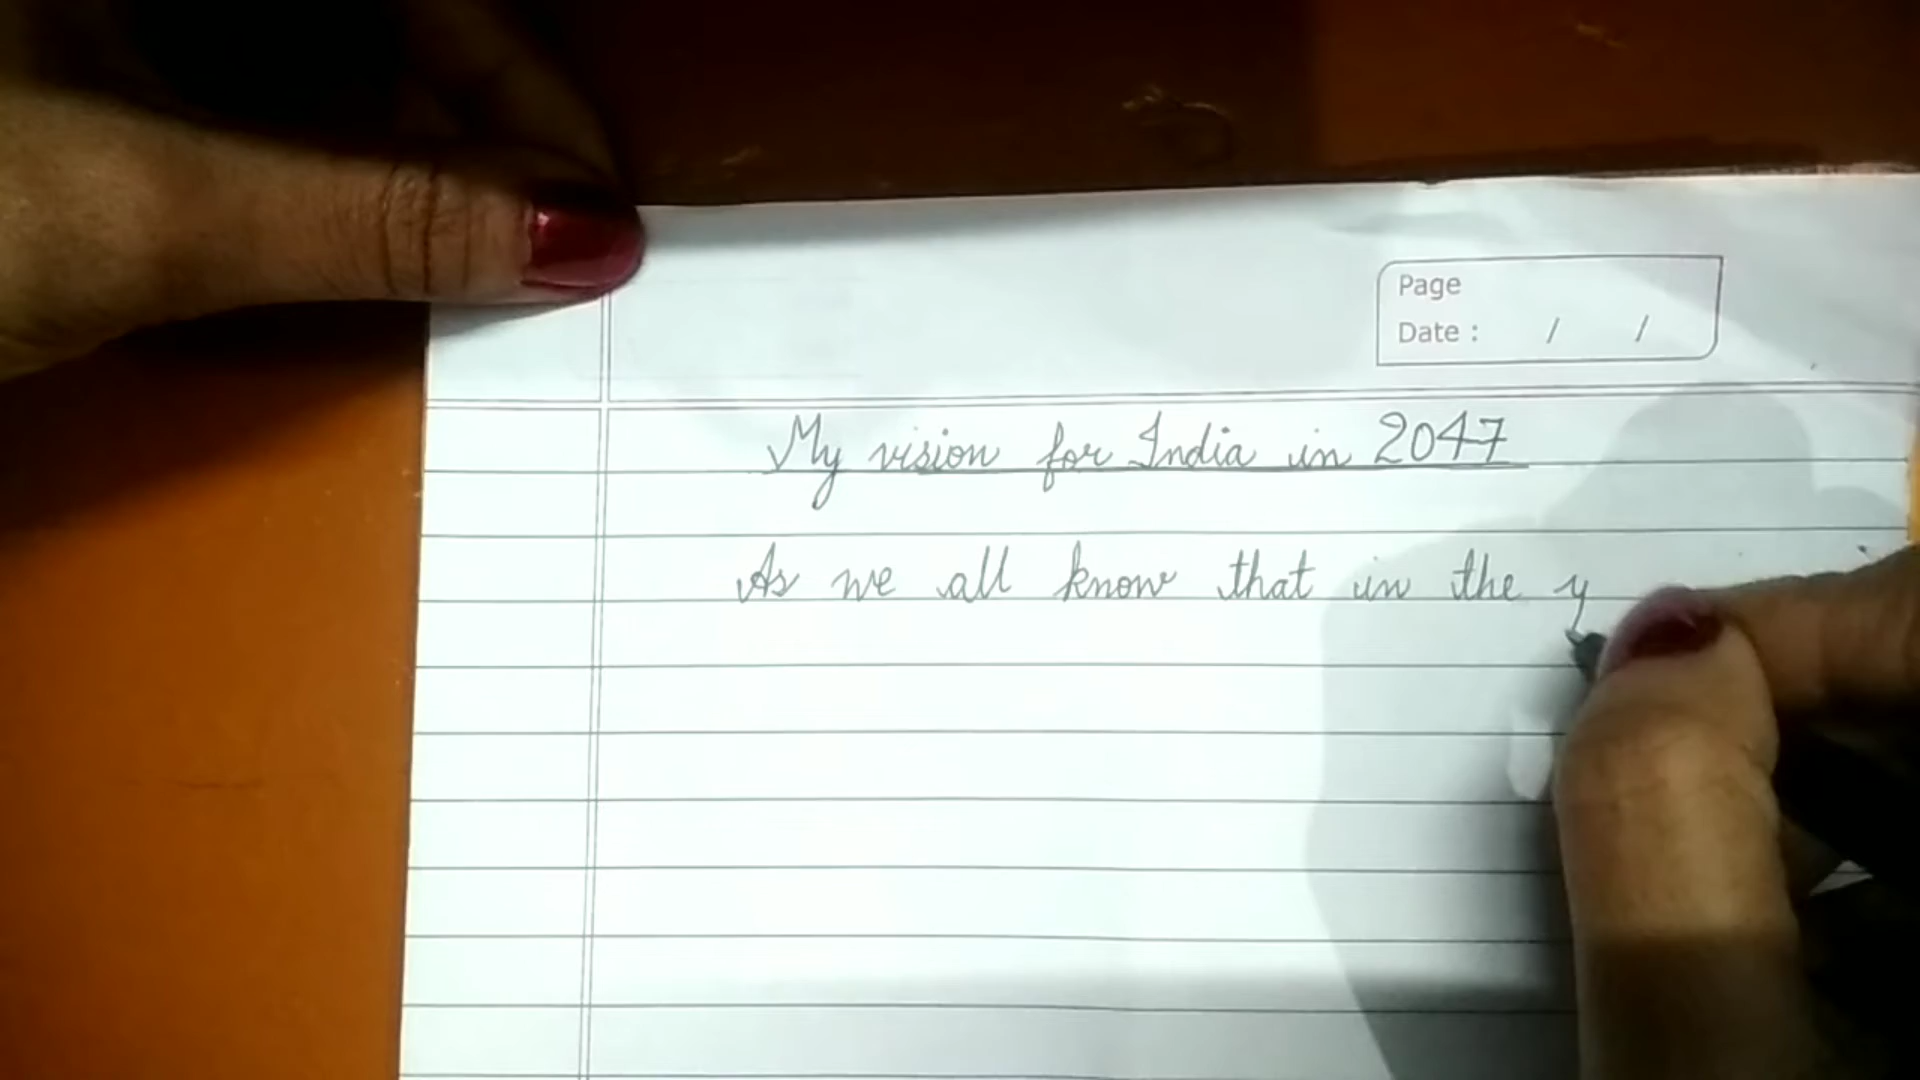 Page
Date : / /
My vision for India in 2047
As we all know that in the y